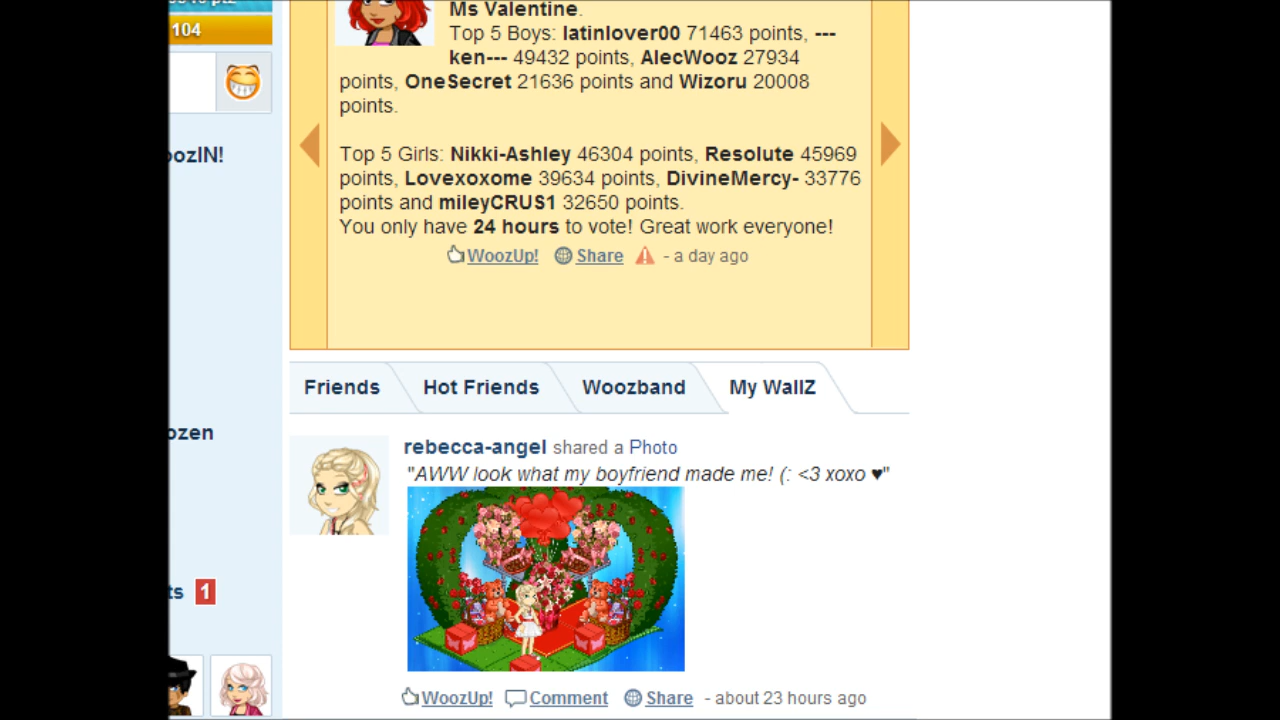 104
Ms Valentine.
Top 5 Boys: latinlover00 71463 points, ---
ken--- 49432 points, AlecWooz 27934
points, OneSecret 21636 points and Wizoru 20008
points.
Top 5 Girls: Nikki-Ashley 46304 points, Resolute 45969
points, Lovexoxome 39634 points, DivineMercy- 33776
points and mileyCRUS1 32650 points.
You only have 24 hours to vote! Great work everyone!
WoozUp! Share - a day ago
ozIN!
ozen
ts 1
Friends Hot Friends Woozband My WallZ
rebecca-angel shared a Photo
"AWW look what my boyfriend made me! (: <3 xoxo ♥"
WoozUp! Comment Share - about 23 hours ago